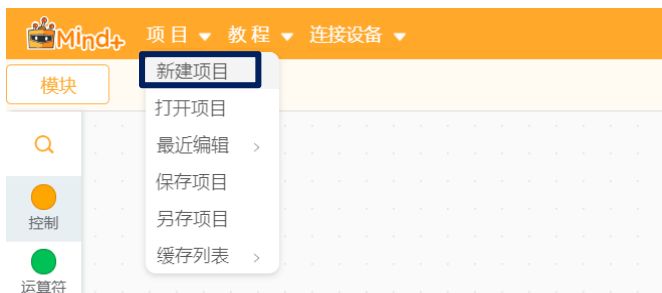 Mind+ 项目 教程 连接设备
模块
新建项目
打开项目
最近编辑
保存项目
另存项目
缓存列表
控制
运算符